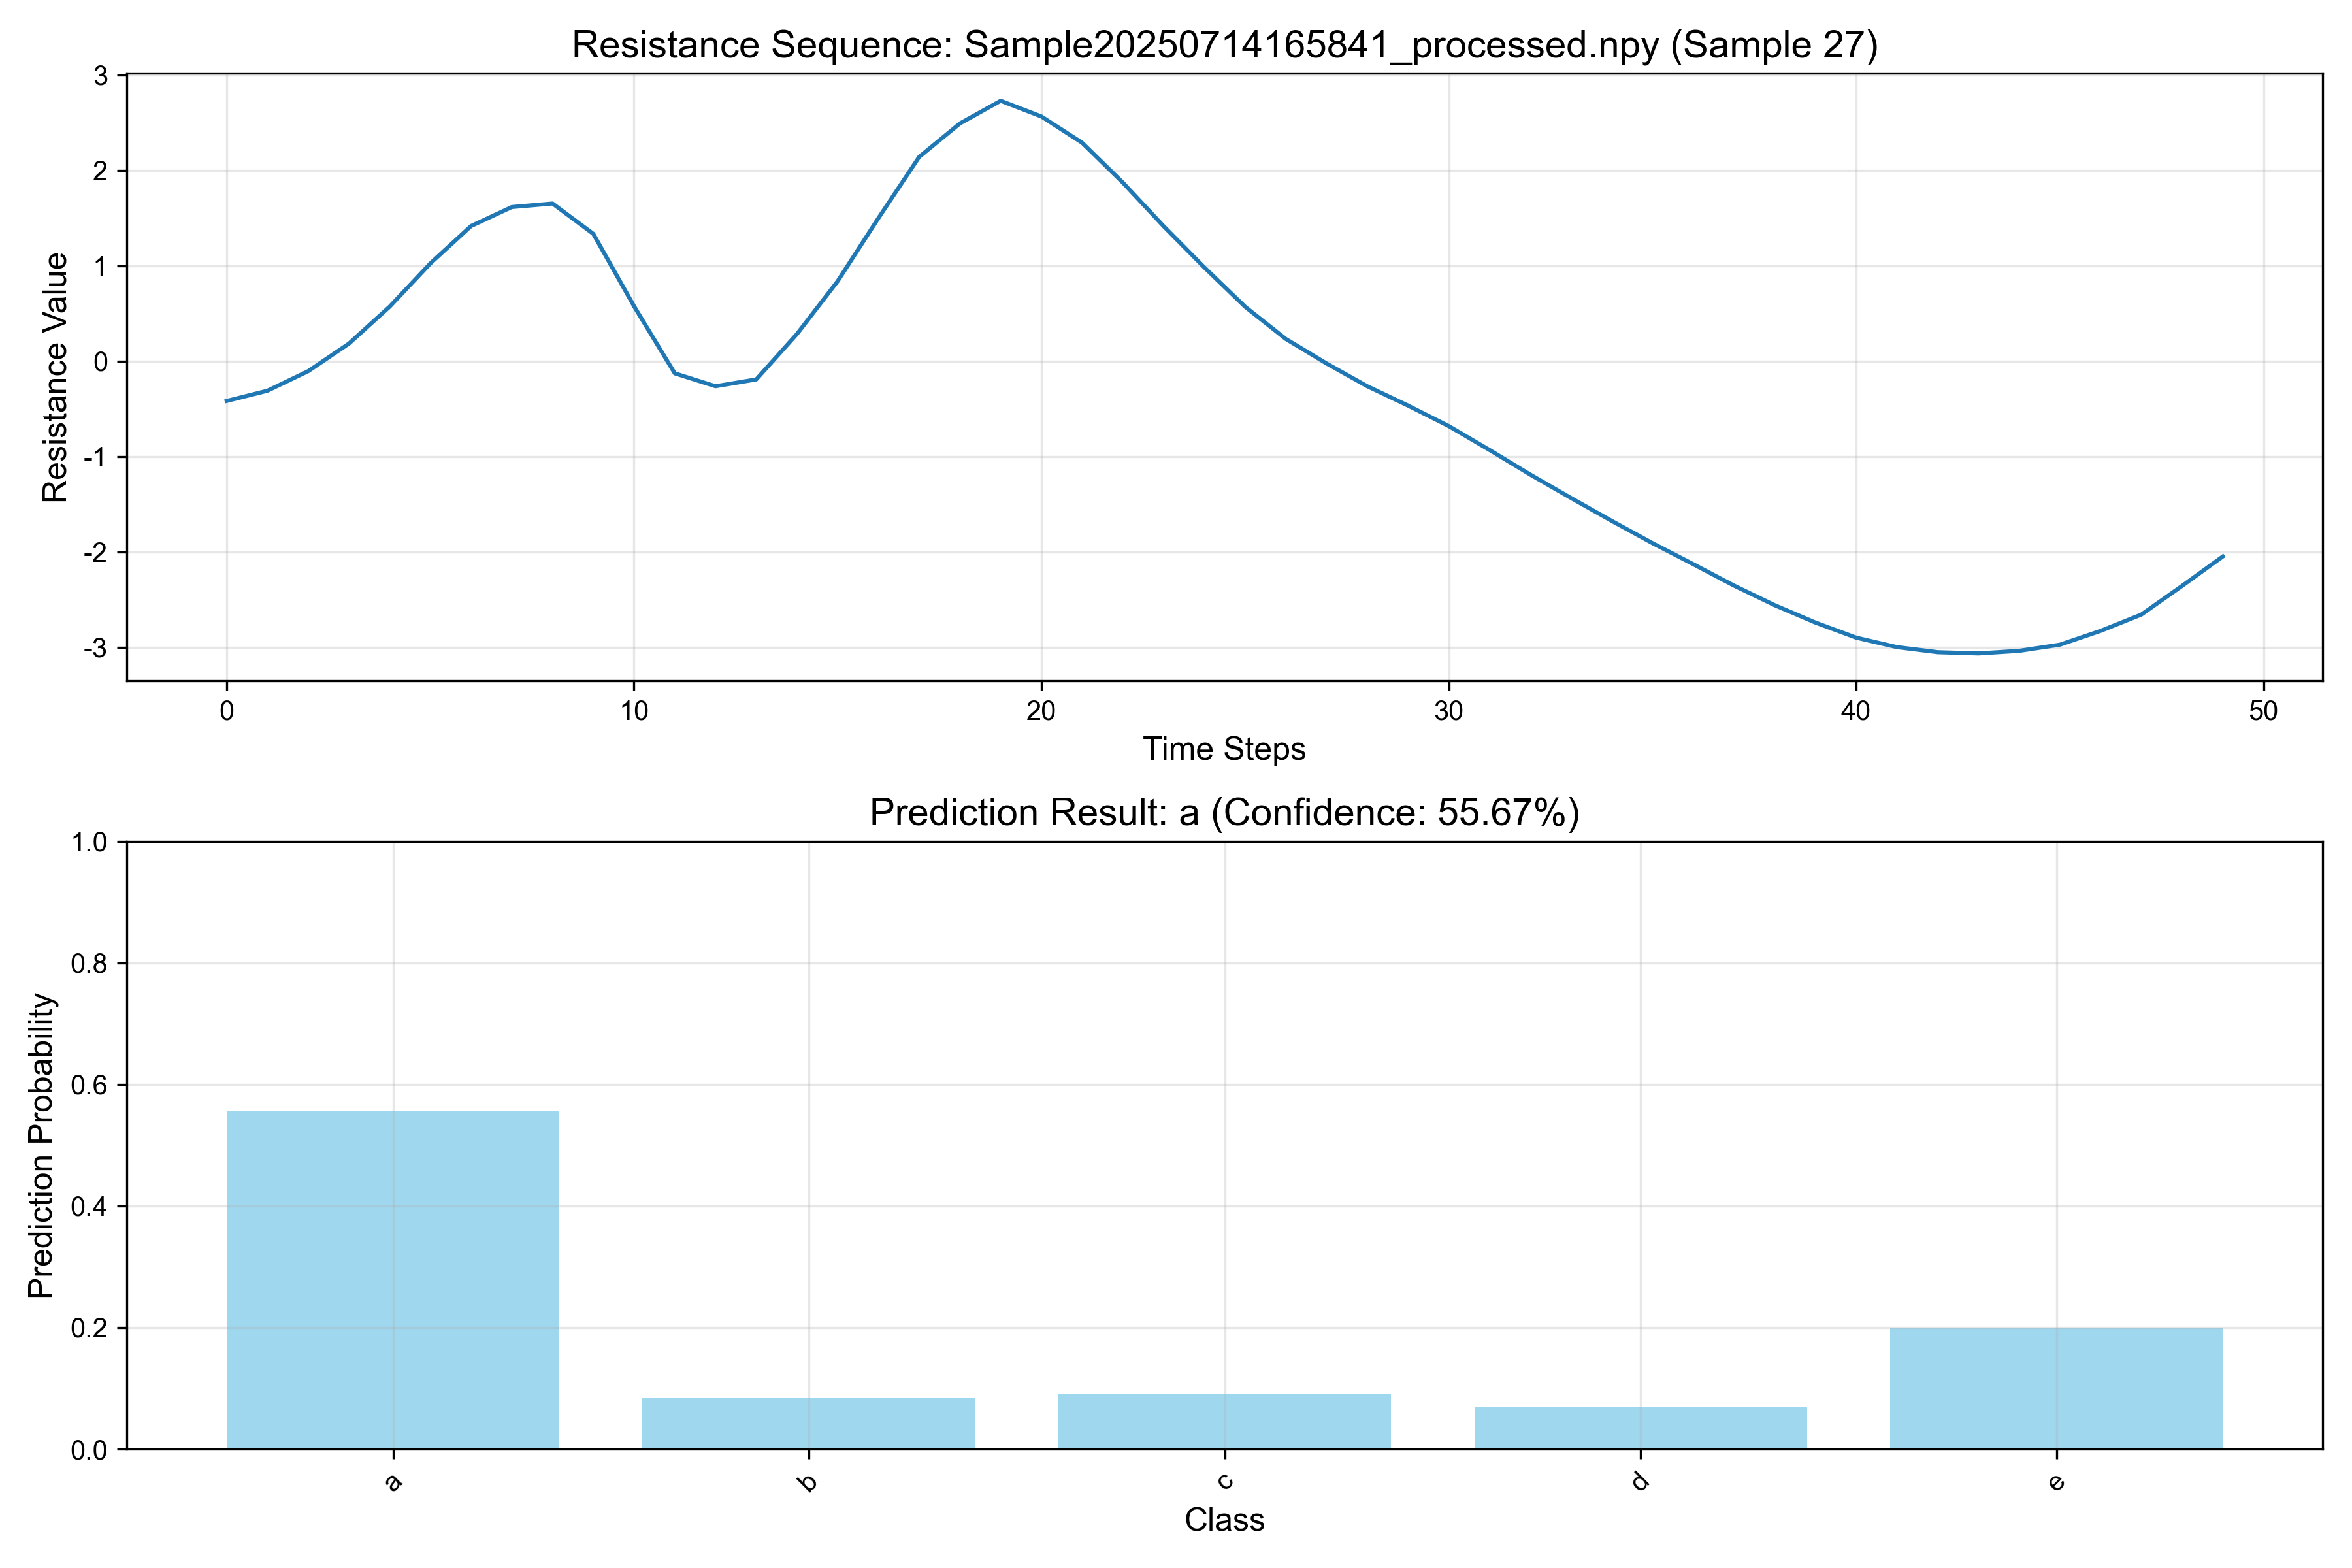 Resistance Sequence: Sample20250714165841_processed.npy (Sample 27)
Resistance Value
3
2
1
0
-1
-2
-3
0 10 20 30 40 50
Time Steps
Prediction Result: a (Confidence: 55.67%)
Prediction Probability
1.0
0.8
0.6
0.4
0.2
0.0
a b c d e
Class